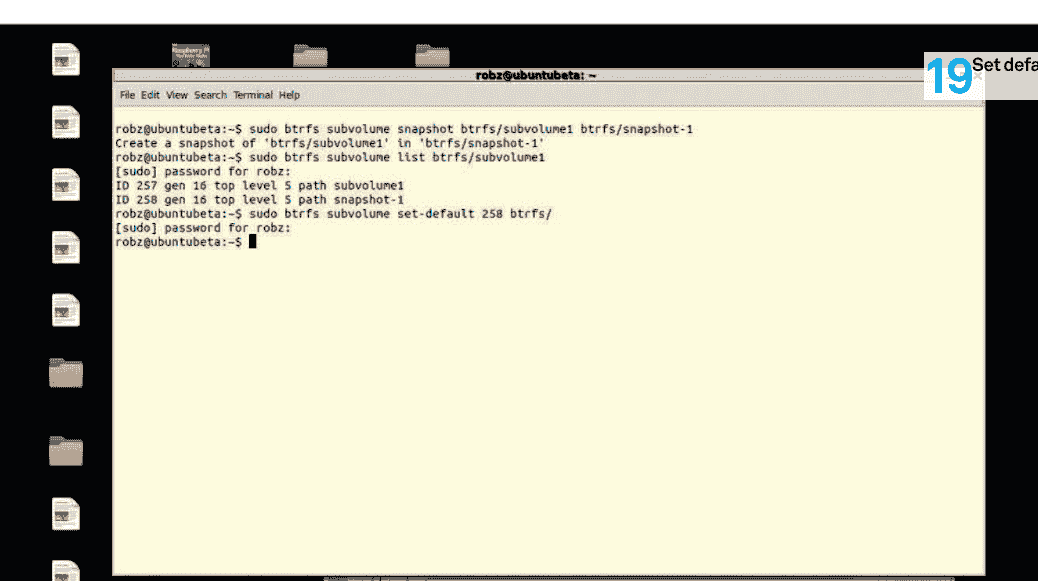 robz@ubuntubeta: ~
19 Set defa
File Edit View Search Terminal Help
robz@ubuntubeta:~$ sudo btrfs subvolume snapshot btrfs/subvolume1 btrfs/snapshot-1
Create a snapshot of 'btrfs/subvolume1' in 'btrfs/snapshot-1'
robz@ubuntubeta:~$ sudo btrfs subvolume list btrfs/subvolume1
[sudo] password for robz:
ID 257 gen 16 top level 5 path subvolume1
ID 258 gen 16 top level 5 path snapshot-1
robz@ubuntubeta:~$ sudo btrfs subvolume set-default 258 btrfs/
[sudo] password for robz:
robz@ubuntubeta:~$